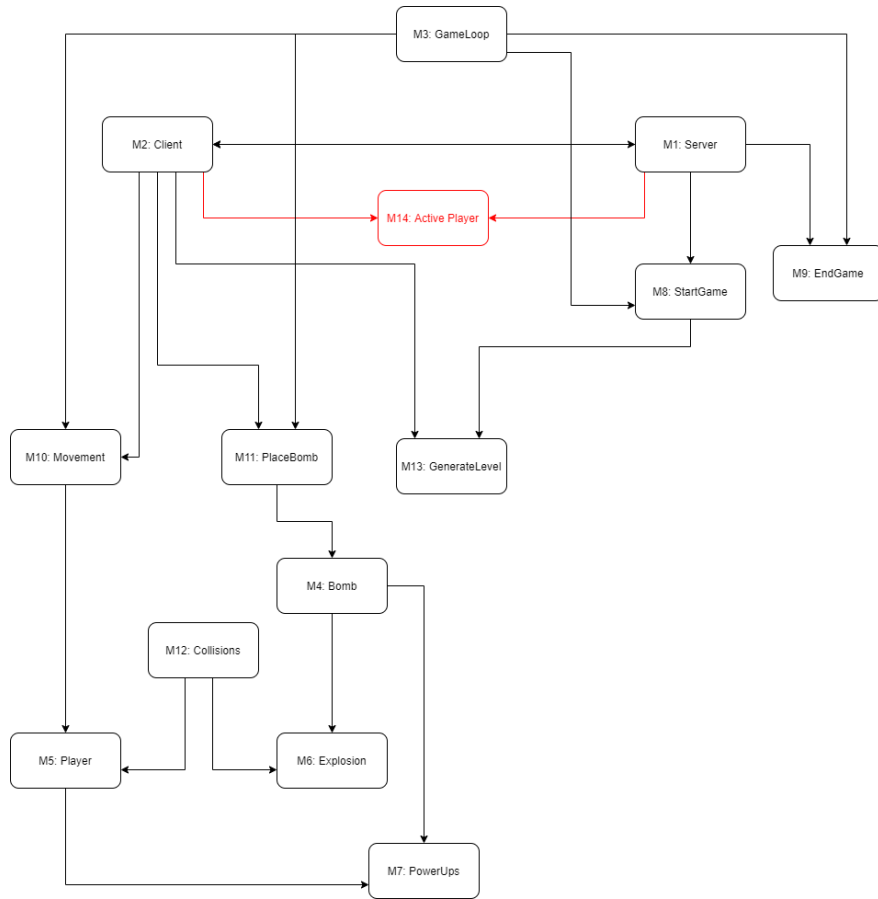 M3: GameLoop
M2: Client
M1: Server
M14: Active Player
M9: EndGame
M8: StartGame
M10: Movement
M11: PlaceBomb
M13: GenerateLevel
M4: Bomb
M12: Collisions
M5: Player
M6: Explosion
M7: PowerUps